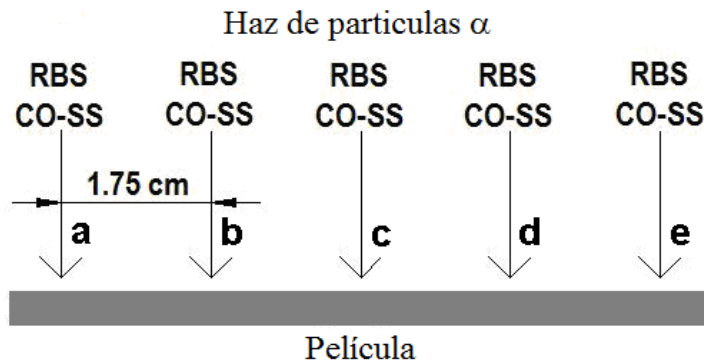 Haz de particulas α
RBS RBS RBS RBS RBS
CO-SS CO-SS CO-SS CO-SS CO-SS
1.75 cm
a b c d e
Película